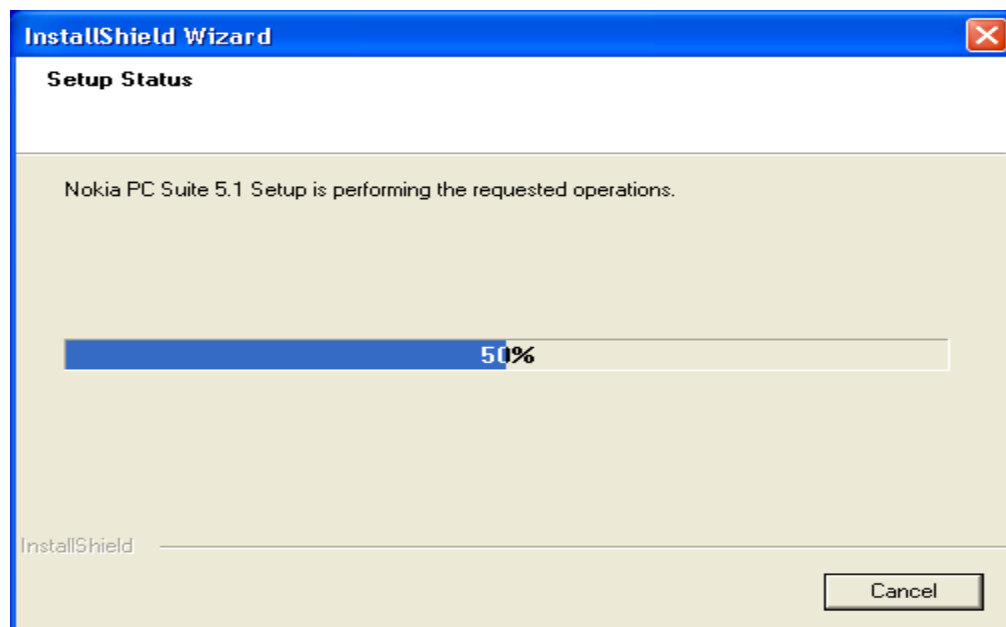 InstallShield Wizard
Setup Status
Nokia PC Suite 5.1 Setup is performing the requested operations.
50%
InstallShield
Cancel